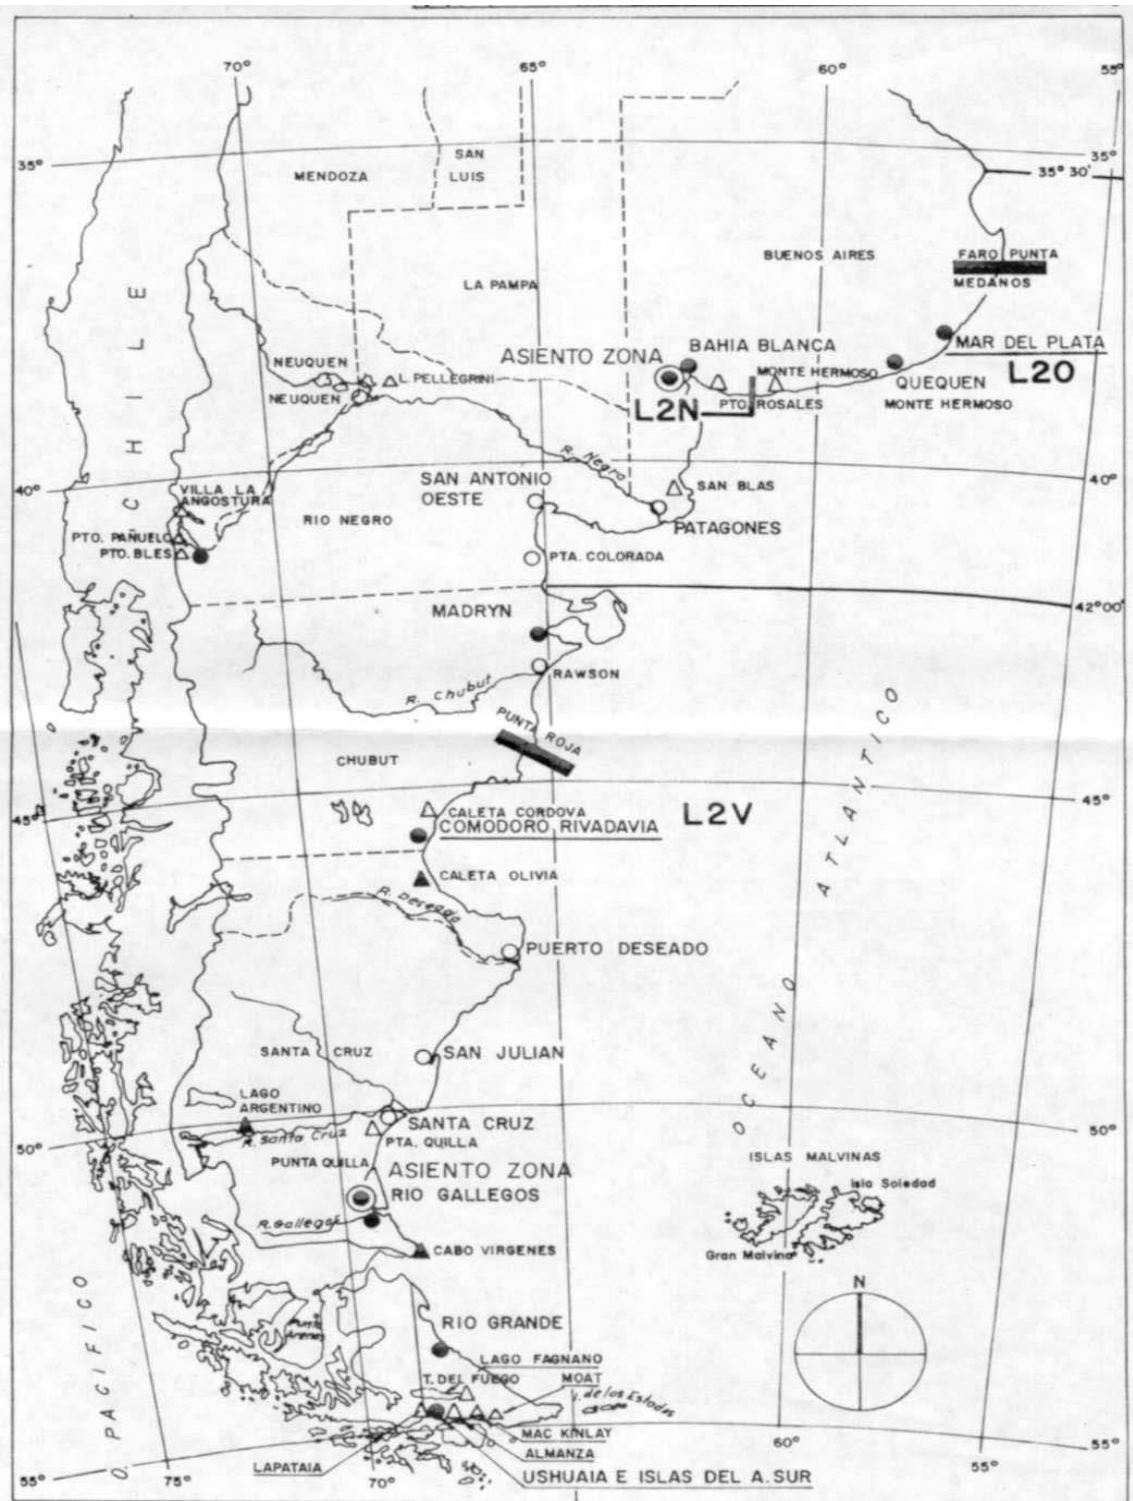 70°
65°
60°
55°
35°
35°
35° 30'
SAN
LUIS
MENDOZA
BUENOS AIRES
FARO PUNTA
MEDANOS
LA PAMPA
CHILE
MAR DEL PLATA
BAHIA BLANCA
ASIENTO ZONA
NEUQUEN
L. PELLEGRINI
MONTE HERMOSO
L2O
QUEQUEN
NEUQUEN
L2N
PTO. ROSALES
MONTE HERMOSO
R. Negro
40°
40°
SAN ANTONIO
OESTE
SAN BLAS
VILLA LA
ANGOSTURA
RIO NEGRO
PATAGONES
PTO. PAÑUELO
PTO. BLES
PTA. COLORADA
42°00'
MADRYN
RAWSON
R. Chubut
PUNTA ROJA
CHUBUT
45°
45°
CALETA CORDOVA
L2V
COMODORO RIVADAVIA
CALETA OLIVIA
R. Deseado
PUERTO DESEADO
OCEANO ATLANTICO
SANTA CRUZ
SAN JULIAN
LAGO
ARGENTINO
SANTA CRUZ
R. Santa Cruz
PTA. QUILLA
50°
50°
PUNTA QUILLA
ISLAS MALVINAS
ASIENTO ZONA
Isla Soledad
RIO GALLEGOS
R. Gallegos
CABO VIRGENES
Gran Malvina
N
O. PACIFICO
Punta
Arenas
RIO GRANDE
LAGO FAGNANO
T. DEL FUEGO
MOAT
I. de los Estados
MAC KINLAY
ALMANZA
LAPATAIA
USHUAIA E ISLAS DEL A. SUR
55°
75°
70°
60°
55°
55°